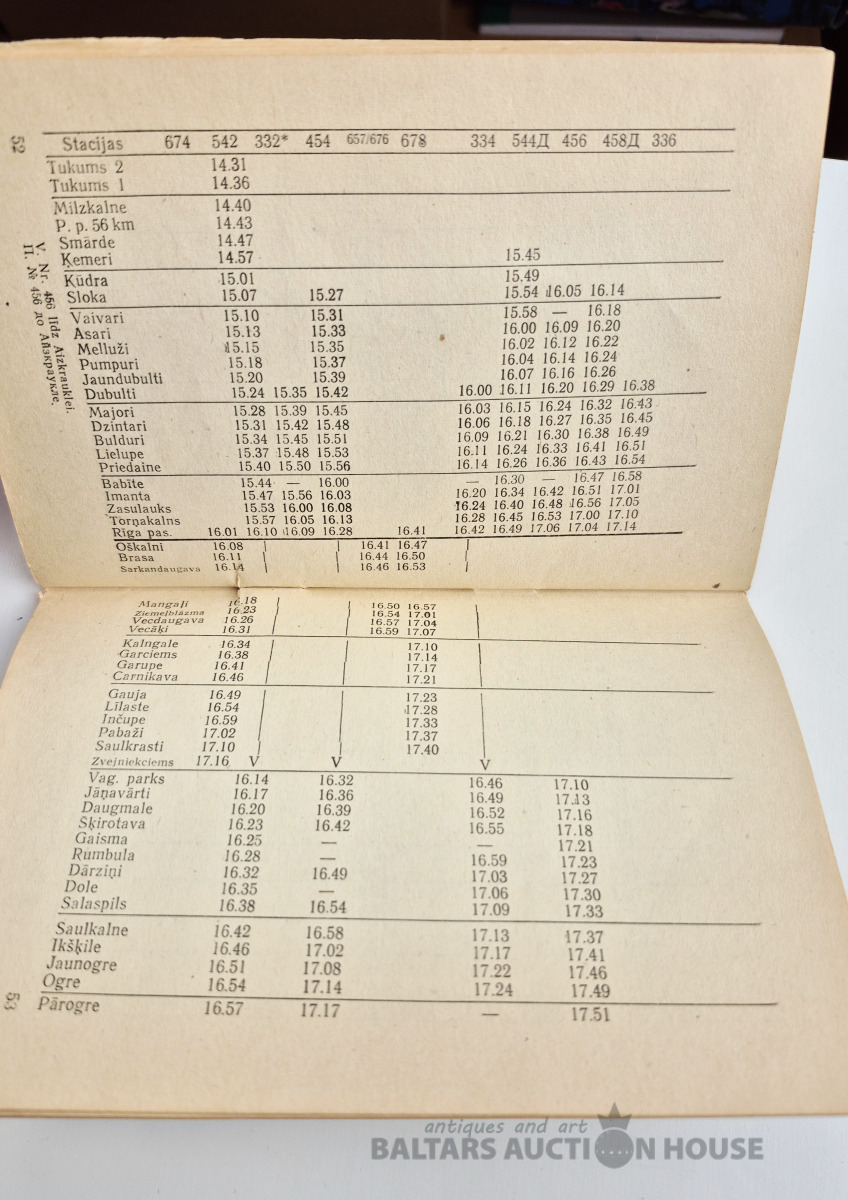 52
Stacijas 674 542 332* 454 657/676 678 334 544Д 456 458Д 336
Tukums 2 14.31
Tukums 1 14.36
Milzkalne 14.40
P. p. 56 km 14.43
Smārde 14.47
Ķemeri 14.57 15.45
Kūdra 15.01 15.49
Sloka 15.07 15.27 15.54 16.05 16.14
Vaivari 15.10 15.31 15.58 — 16.18
Asari 15.13 15.33 16.00 16.09 16.20
Melluži 15.15 15.35 16.02 16.12 16.22
Pumpuri 15.18 15.37 16.04 16.14 16.24
Jaundubulti 15.20 15.39 16.07 16.16 16.26
Dubulti 15.24 15.35 15.42 16.00 16.11 16.20 16.29 16.38
Majori 15.28 15.39 15.45 16.03 16.15 16.24 16.32 16.43
Dzintari 15.31 15.42 15.48 16.06 16.18 16.27 16.35 16.45
Bulduri 15.34 15.45 15.51 16.09 16.21 16.30 16.38 16.49
Lielupe 15.37 15.48 15.53 16.11 16.24 16.33 16.41 16.51
Priedaine 15.40 15.50 15.56 16.14 16.26 16.36 16.43 16.54
Babīte 15.44 — 16.00 — 16.30 — 16.47 16.58
Imanta 15.47 15.56 16.03 16.20 16.34 16.42 16.51 17.01
Zasulauks 15.53 16.00 16.08 16.24 16.40 16.48 16.56 17.05
Torņakalns 15.57 16.05 16.13 16.28 16.45 16.53 17.00 17.10
Rīga pas. 16.01 16.10 16.09 16.28 16.41 16.42 16.49 17.06 17.04 17.14
Oškalni 16.08 | | 16.41 16.47 |
Brasa 16.11 | | 16.44 16.50 |
Sarkandaugava 16.14 | | 16.46 16.53 |
V. Nr. 456 līdz Aizkrauklei.
П. № 456 до Айзкраукле.
Mangaļi 16.18 | | 16.50 16.57 |
Ziemeļblāzma 16.23 | | 16.54 17.01 |
Vecdaugava 16.26 | | 16.57 17.04 |
Vecāķi 16.31 | | 16.59 17.07 |
Kalngale 16.34 | | 17.10 |
Garciems 16.38 | | 17.14 |
Garupe 16.41 | | 17.17 |
Carnikava 16.46 | | 17.21 |
Gauja 16.49 | | 17.23 |
Lilaste 16.54 | | 17.28 |
Inčupe 16.59 | | 17.33 |
Pabaži 17.02 | | 17.37 |
Saulkrasti 17.10 | | 17.40 |
Zvejniekciems 17.16 V V V
Vag. parks 16.14 16.32 16.46 17.10
Jāņavārti 16.17 16.36 16.49 17.13
Daugmale 16.20 16.39 16.52 17.16
Šķirotava 16.23 16.42 16.55 17.18
Gaisma 16.25 — — 17.21
Rumbula 16.28 — 16.59 17.23
Dārziņi 16.32 16.49 17.03 17.27
Dole 16.35 — 17.06 17.30
Salaspils 16.38 16.54 17.09 17.33
Saulkalne 16.42 16.58 17.13 17.37
Ikšķile 16.46 17.02 17.17 17.41
Jaunogre 16.51 17.08 17.22 17.46
Ogre 16.54 17.14 17.24 17.49
Pārogre 16.57 17.17 — 17.51
53
antiques and art
BALTARS AUCTION HOUSE